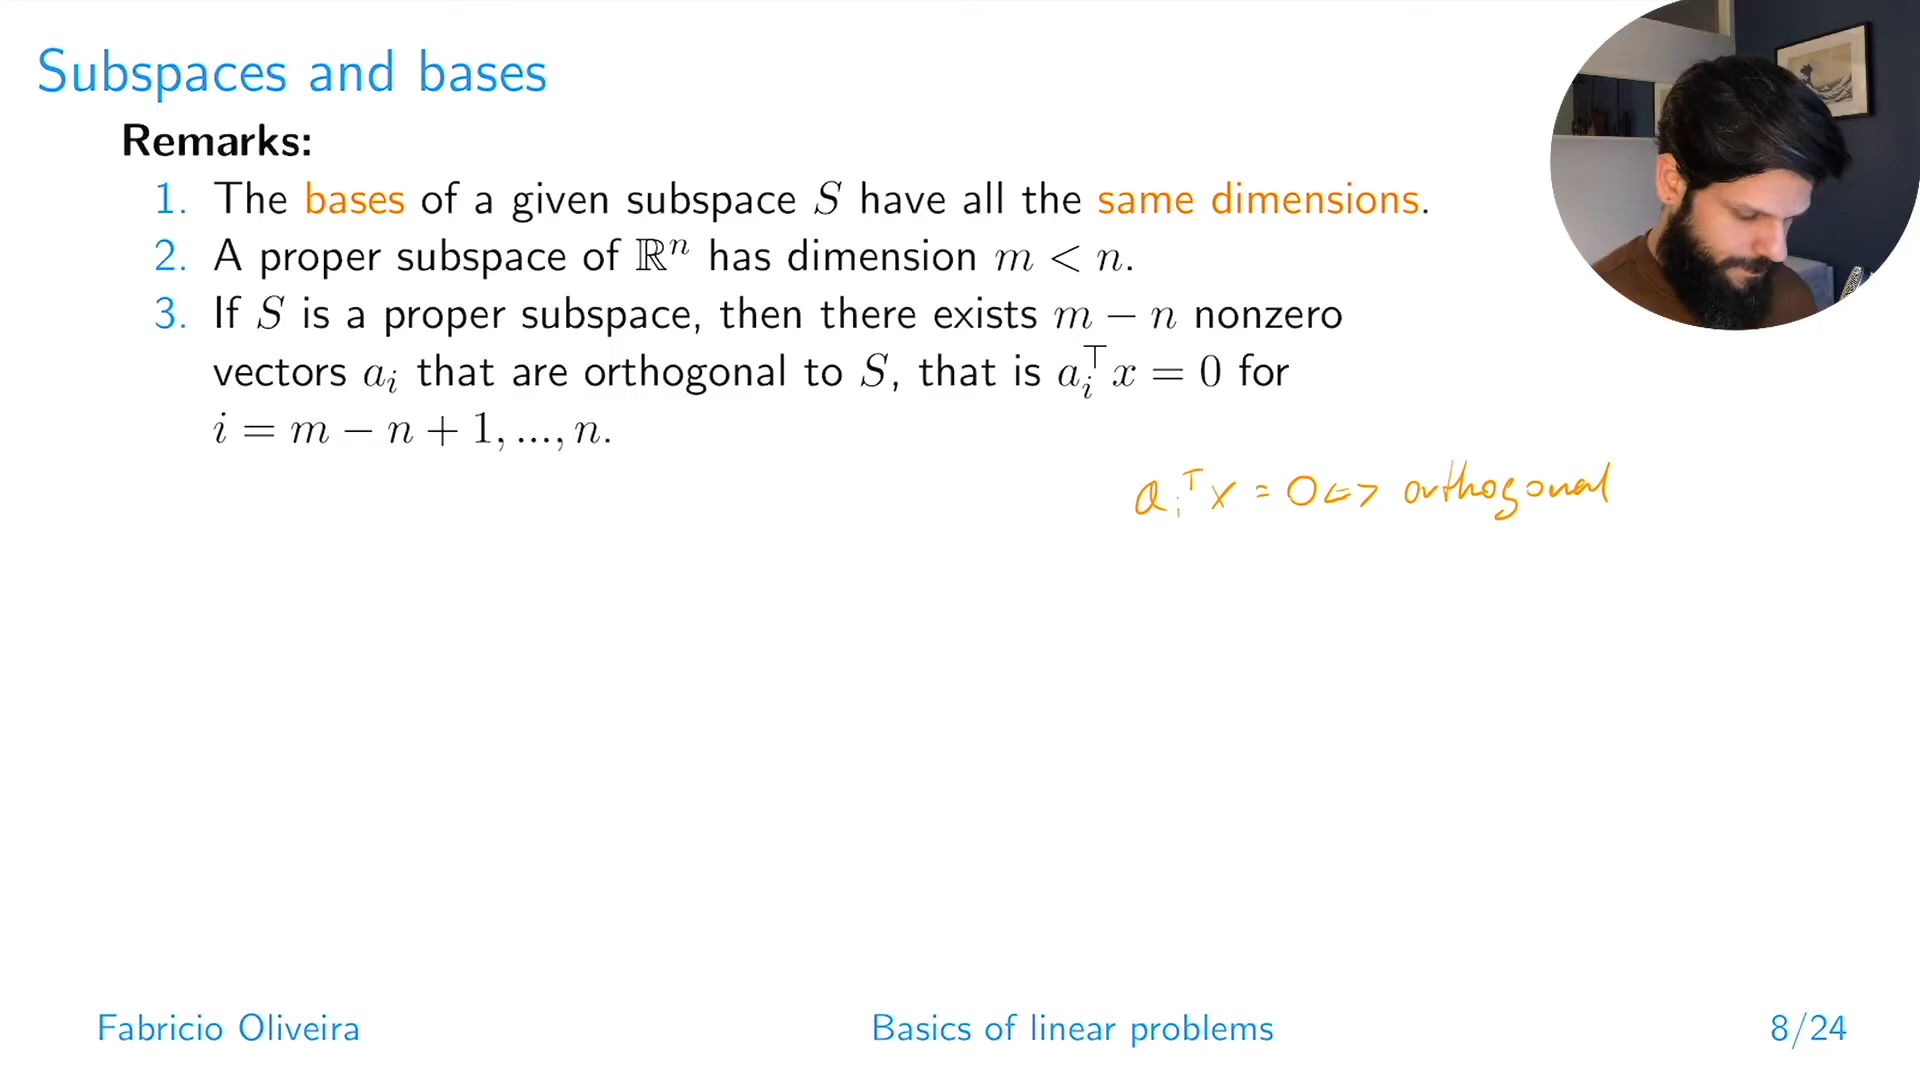 Subspaces and bases
Remarks:
1. The bases of a given subspace S have all the same dimensions.
2. A proper subspace of ℝⁿ has dimension m < n.
3. If S is a proper subspace, then there exists m − n nonzero
vectors aᵢ that are orthogonal to S, that is aᵢ⊤x = 0 for
i = m − n + 1, ..., n.
aᵢᵀx = 0 <=> orthogonal
Fabricio Oliveira
Basics of linear problems
8/24